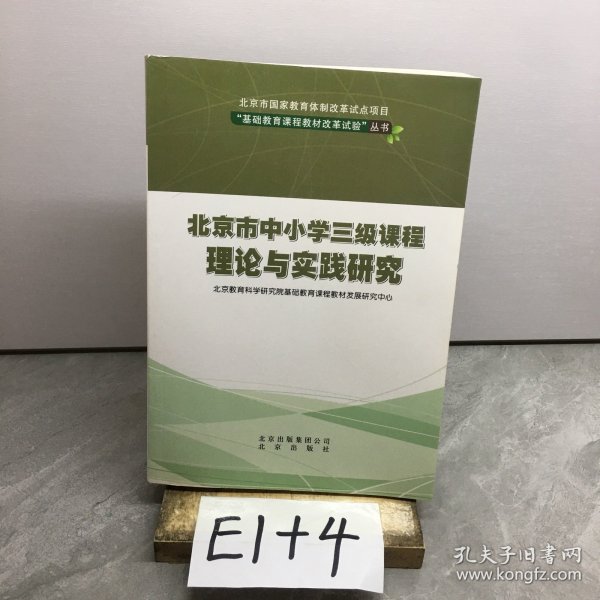 北京市国家教育体制改革试点项目
“基础教育课程教材改革试验”丛书
北京市中小学三级课程
理论与实践研究
北京教育科学研究院基础教育课程教材发展研究中心
北京出版集团公司
北京出版社
E1+4
孔夫子旧书网
www.kongfz.com